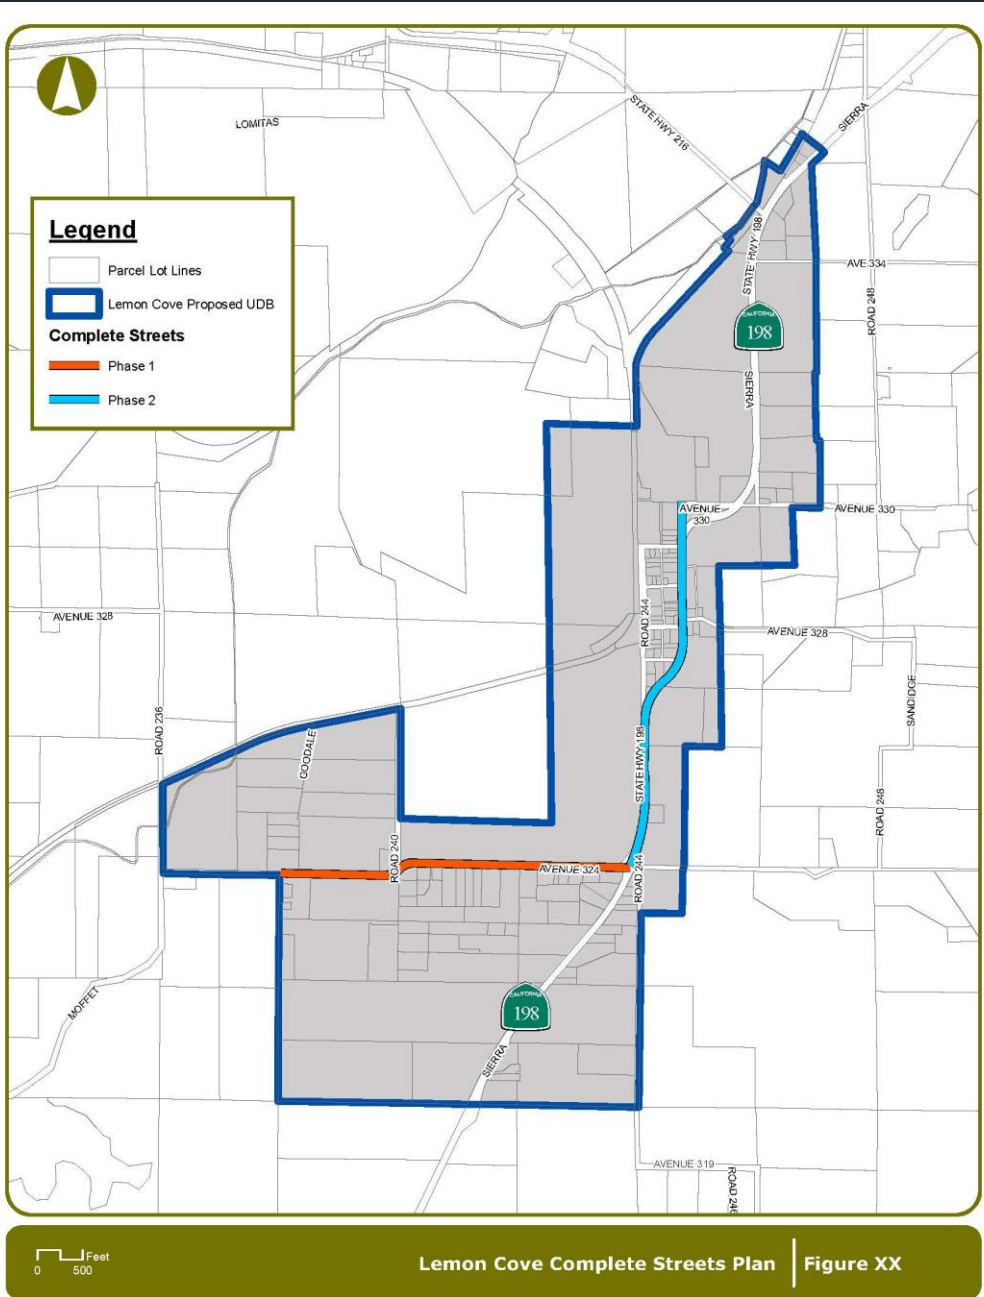 LOMITAS
STATE HWY 216
SIERRA
Legend
Parcel Lot Lines
Lemon Cove Proposed UDB
Complete Streets
Phase 1
Phase 2
STATE HWY 198
AVE 334
ROAD 248
CALIFORNIA
198
SIERRA
AVENUE
330
AVENUE 330
AVENUE 328
ROAD 244
AVENUE 328
SANDIDGE
ROAD 236
GOODALE
STATE HWY 198
ROAD 248
ROAD 240
AVENUE 324
ROAD 244
MOFFET
CALIFORNIA
198
SIERRA
AVENUE 319
ROAD 246
Feet
0 500
Lemon Cove Complete Streets Plan
Figure XX